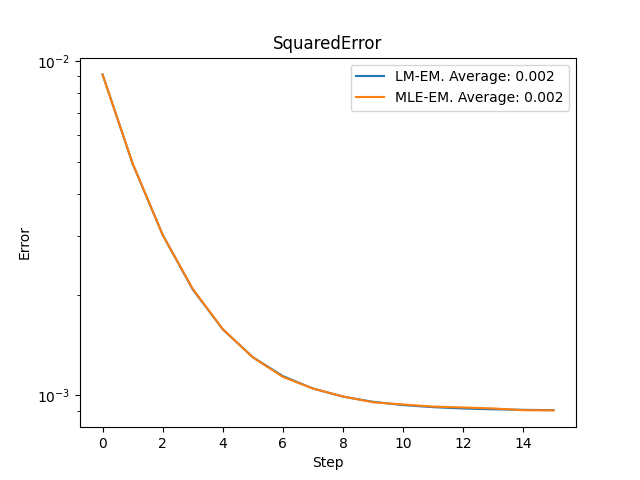 SquaredError
LM-EM. Average: 0.002
MLE-EM. Average: 0.002
10⁻²
10⁻³
Error
0 2 4 6 8 10 12 14
Step